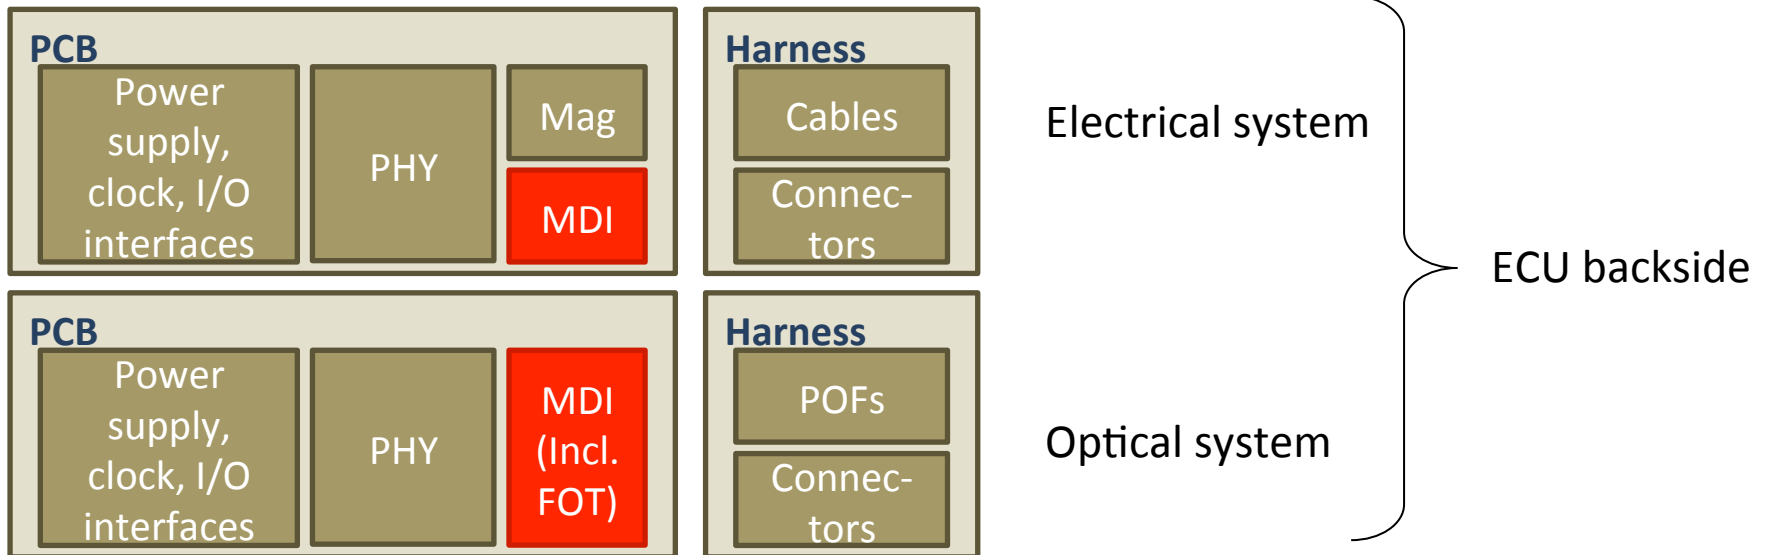 PCB
Power
supply,
clock, I/O
interfaces
PHY
Mag
MDI
Harness
Cables
Connec-
tors
Electrical system
ECU backside
PCB
Power
supply,
clock, I/O
interfaces
PHY
MDI
(Incl.
FOT)
Harness
POFs
Connec-
tors
Optical system